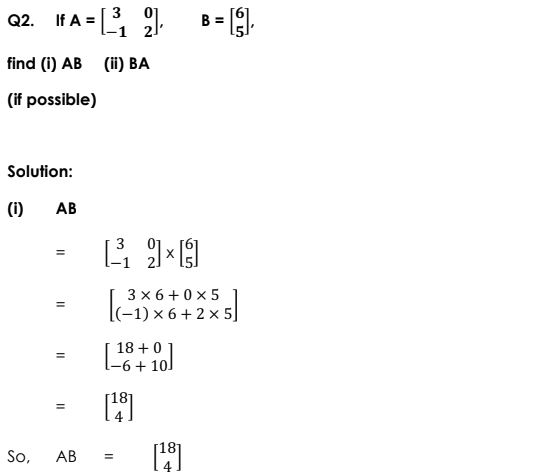 Q2. If A = [3 0
−1 2], B = [6
5],
find (i) AB (ii) BA
(if possible)
Solution:
(i) AB
= [3 0
−1 2] × [6
5]
= [3 × 6 + 0 × 5
(−1) × 6 + 2 × 5]
= [18 + 0
−6 + 10]
= [18
4]
So, AB = [18
4]